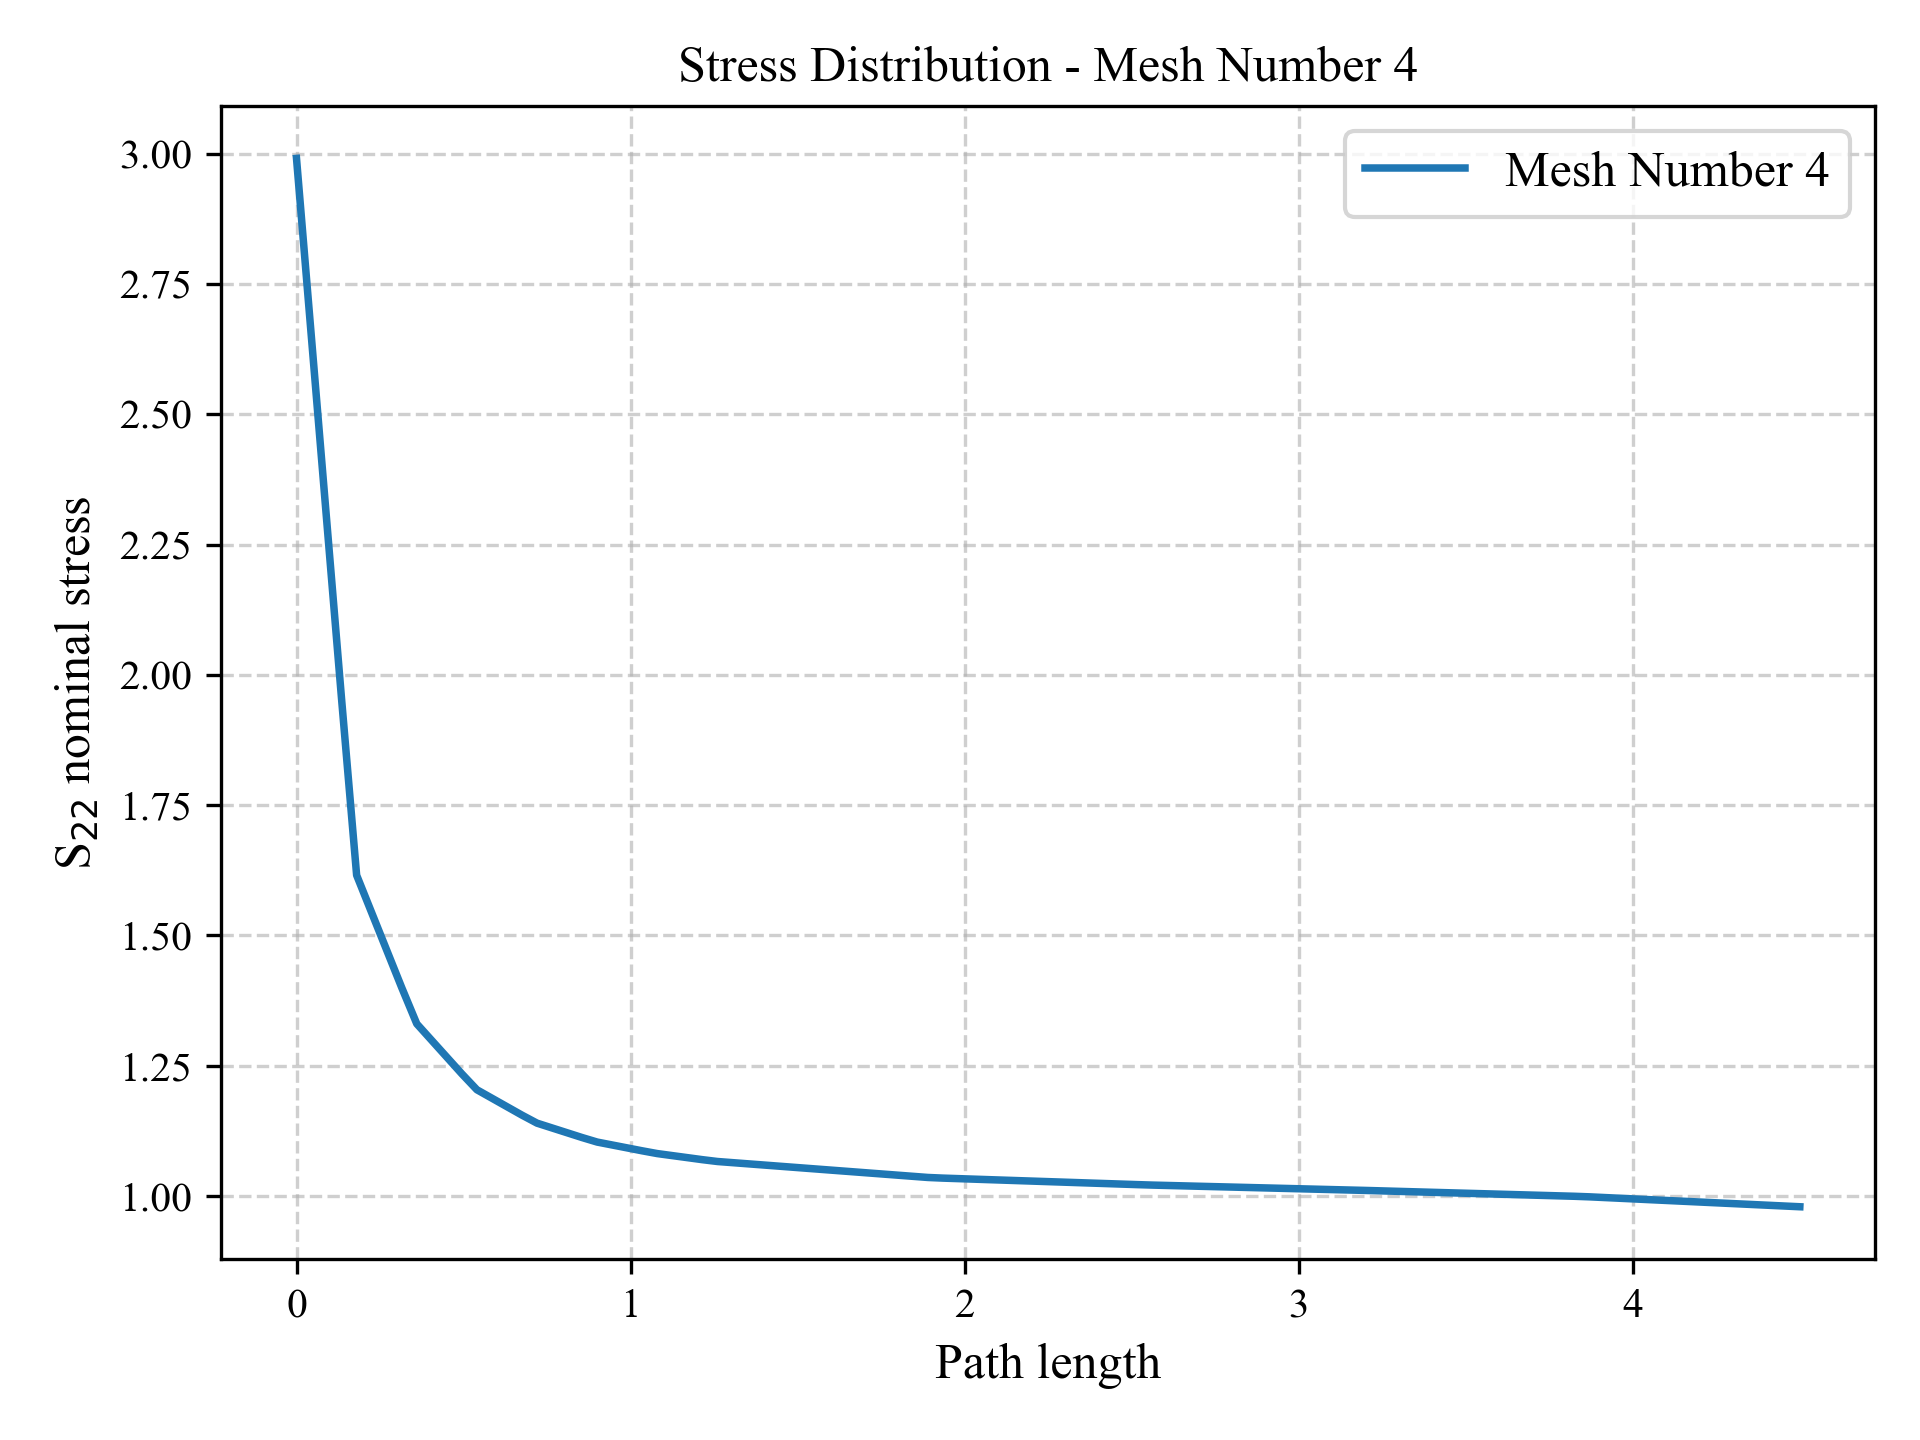 Stress Distribution - Mesh Number 4
Mesh Number 4
3.00
2.75
2.50
2.25
2.00
1.75
1.50
1.25
1.00
S₂₂ nominal stress
0 1 2 3 4
Path length